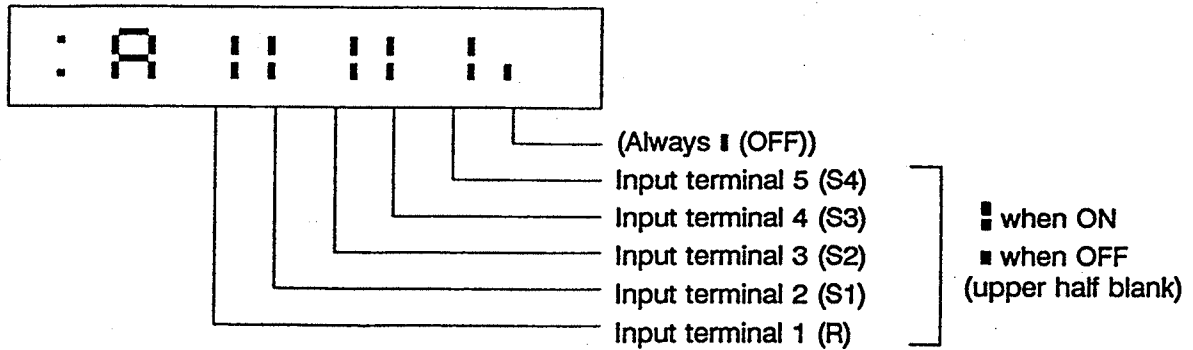 : A ¦¦ ¦¦ ¦.
(Always ▮ (OFF))
Input terminal 5 (S4)
Input terminal 4 (S3)
Input terminal 3 (S2)
Input terminal 2 (S1)
Input terminal 1 (R)
¦ when ON
▪ when OFF
(upper half blank)